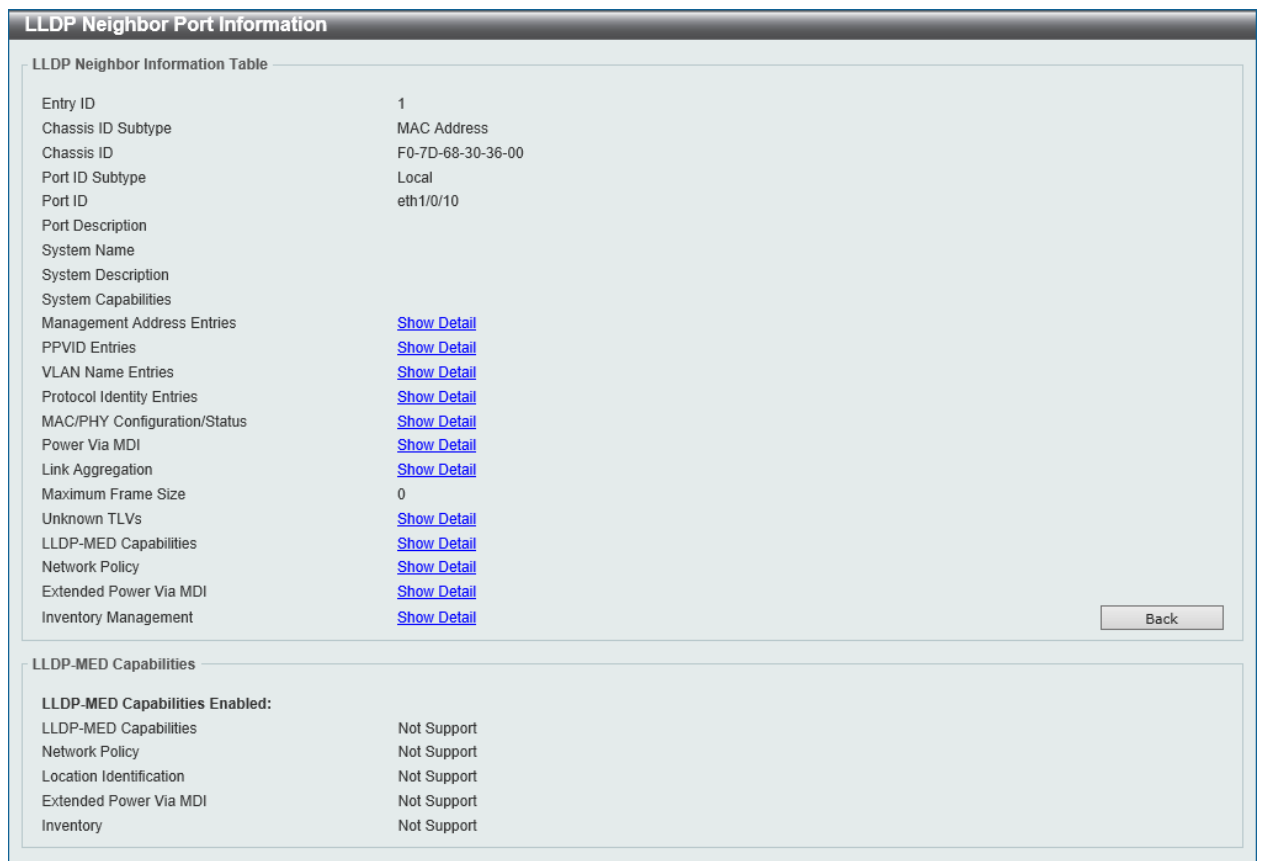 LLDP Neighbor Port Information
LLDP Neighbor Information Table
Entry ID 1
Chassis ID Subtype MAC Address
Chassis ID F0-7D-68-30-36-00
Port ID Subtype Local
Port ID eth1/0/10
Port Description
System Name
System Description
System Capabilities
Management Address Entries Show Detail
PPVID Entries Show Detail
VLAN Name Entries Show Detail
Protocol Identity Entries Show Detail
MAC/PHY Configuration/Status Show Detail
Power Via MDI Show Detail
Link Aggregation Show Detail
Maximum Frame Size 0
Unknown TLVs Show Detail
LLDP-MED Capabilities Show Detail
Network Policy Show Detail
Extended Power Via MDI Show Detail
Inventory Management Show Detail Back
LLDP-MED Capabilities
LLDP-MED Capabilities Enabled:
LLDP-MED Capabilities Not Support
Network Policy Not Support
Location Identification Not Support
Extended Power Via MDI Not Support
Inventory Not Support